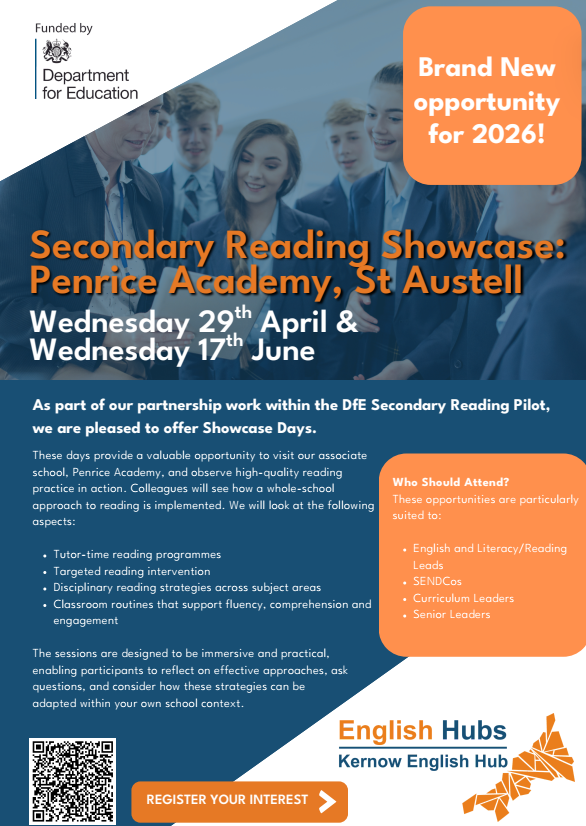 Funded by
Department
for Education
Brand New
opportunity
for 2026!
Secondary Reading Showcase:
Penrice Academy, St Austell
Wednesday 29th April &
Wednesday 17th June
As part of our partnership work within the DfE Secondary Reading Pilot,
we are pleased to offer Showcase Days.
These days provide a valuable opportunity to visit our associate
school, Penrice Academy, and observe high-quality reading
practice in action. Colleagues will see how a whole-school
approach to reading is implemented. We will look at the following
aspects:
• Tutor-time reading programmes
• Targeted reading intervention
• Disciplinary reading strategies across subject areas
• Classroom routines that support fluency, comprehension and
engagement
The sessions are designed to be immersive and practical,
enabling participants to reflect on effective approaches, ask
questions, and consider how these strategies can be
adapted within your own school context.
Who Should Attend?
These opportunities are particularly
suited to:
• English and Literacy/Reading
Leads
• SENDCos
• Curriculum Leaders
• Senior Leaders
English Hubs
Kernow English Hub
REGISTER YOUR INTEREST